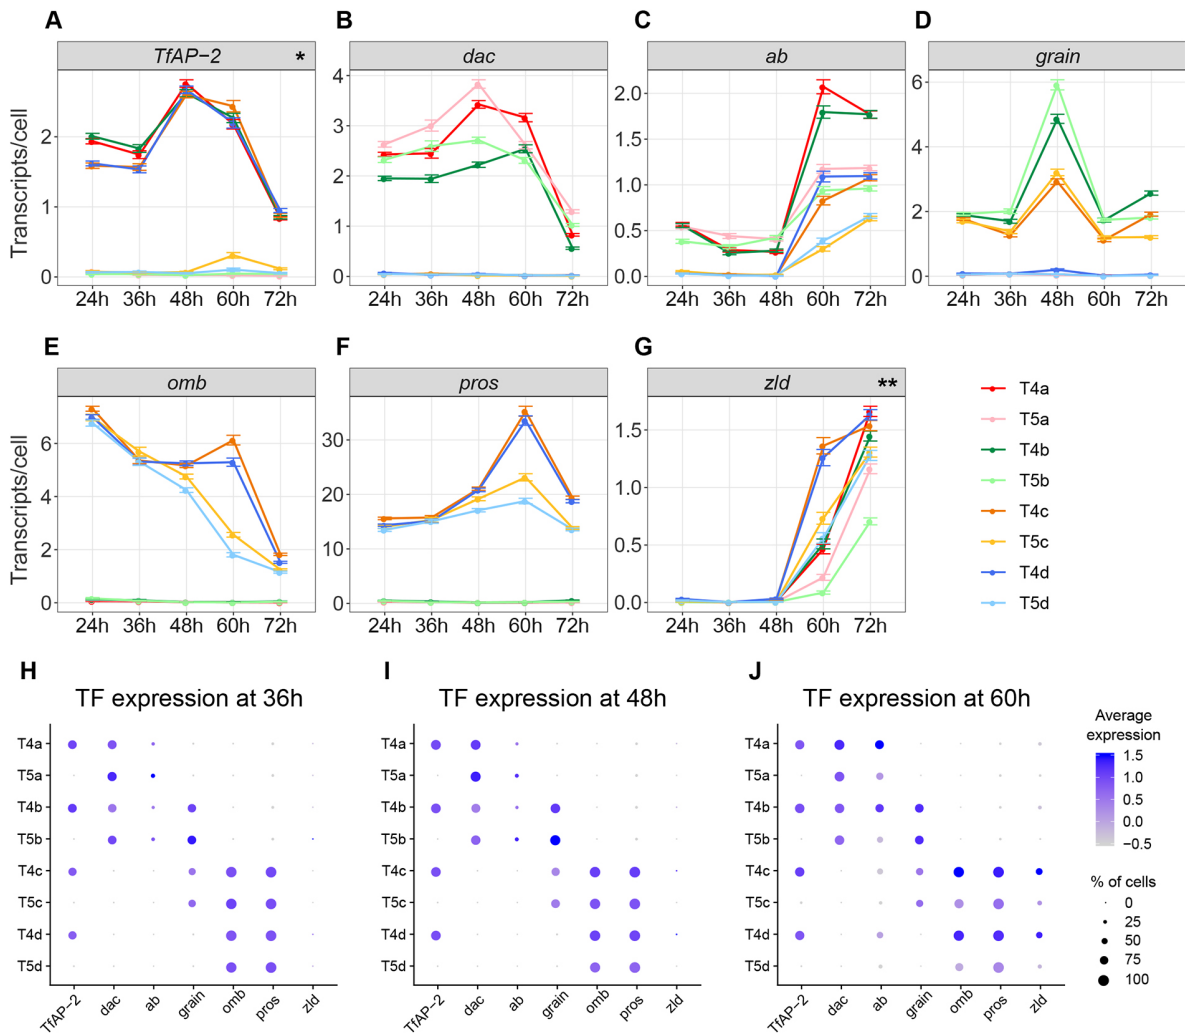 A B C D
TfAP−2 * dac ab grain
Transcripts/cell
2
1
0
24h 36h 48h 60h 72h
4
3
2
1
0
24h 36h 48h 60h 72h
2.0
1.5
1.0
0.5
0.0
24h 36h 48h 60h 72h
6
4
2
0
24h 36h 48h 60h 72h
E F G
omb pros zld **
Transcripts/cell
6
4
2
0
24h 36h 48h 60h 72h
30
20
10
0
24h 36h 48h 60h 72h
1.5
1.0
0.5
0.0
24h 36h 48h 60h 72h
T4a
T5a
T4b
T5b
T4c
T5c
T4d
T5d
H
TF expression at 36h
T4a
T5a
T4b
T5b
T4c
T5c
T4d
T5d
TfAP−2 dac ab grain omb pros zld
I
TF expression at 48h
T4a
T5a
T4b
T5b
T4c
T5c
T4d
T5d
TfAP−2 dac ab grain omb pros zld
J
TF expression at 60h
T4a
T5a
T4b
T5b
T4c
T5c
T4d
T5d
TfAP−2 dac ab grain omb pros zld
Average
expression
1.5
1.0
0.5
0.0
−0.5
% of cells
0
25
50
75
100